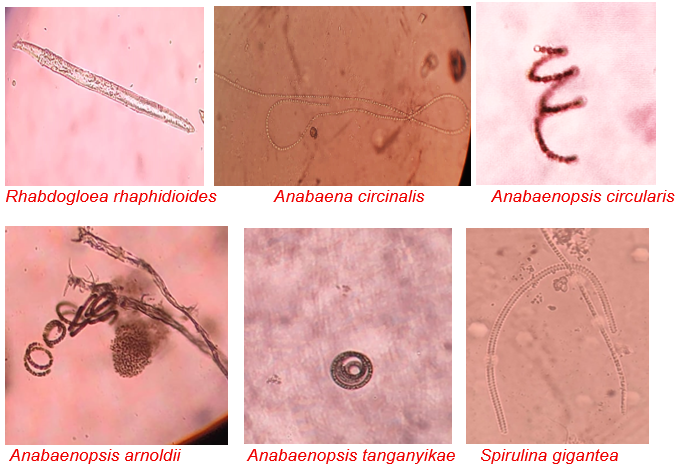 Rhabdogloea rhaphidioides
Anabaena circinalis
Anabaenopsis circularis
Anabaenopsis arnoldii
Anabaenopsis tanganyikae
Spirulina gigantea